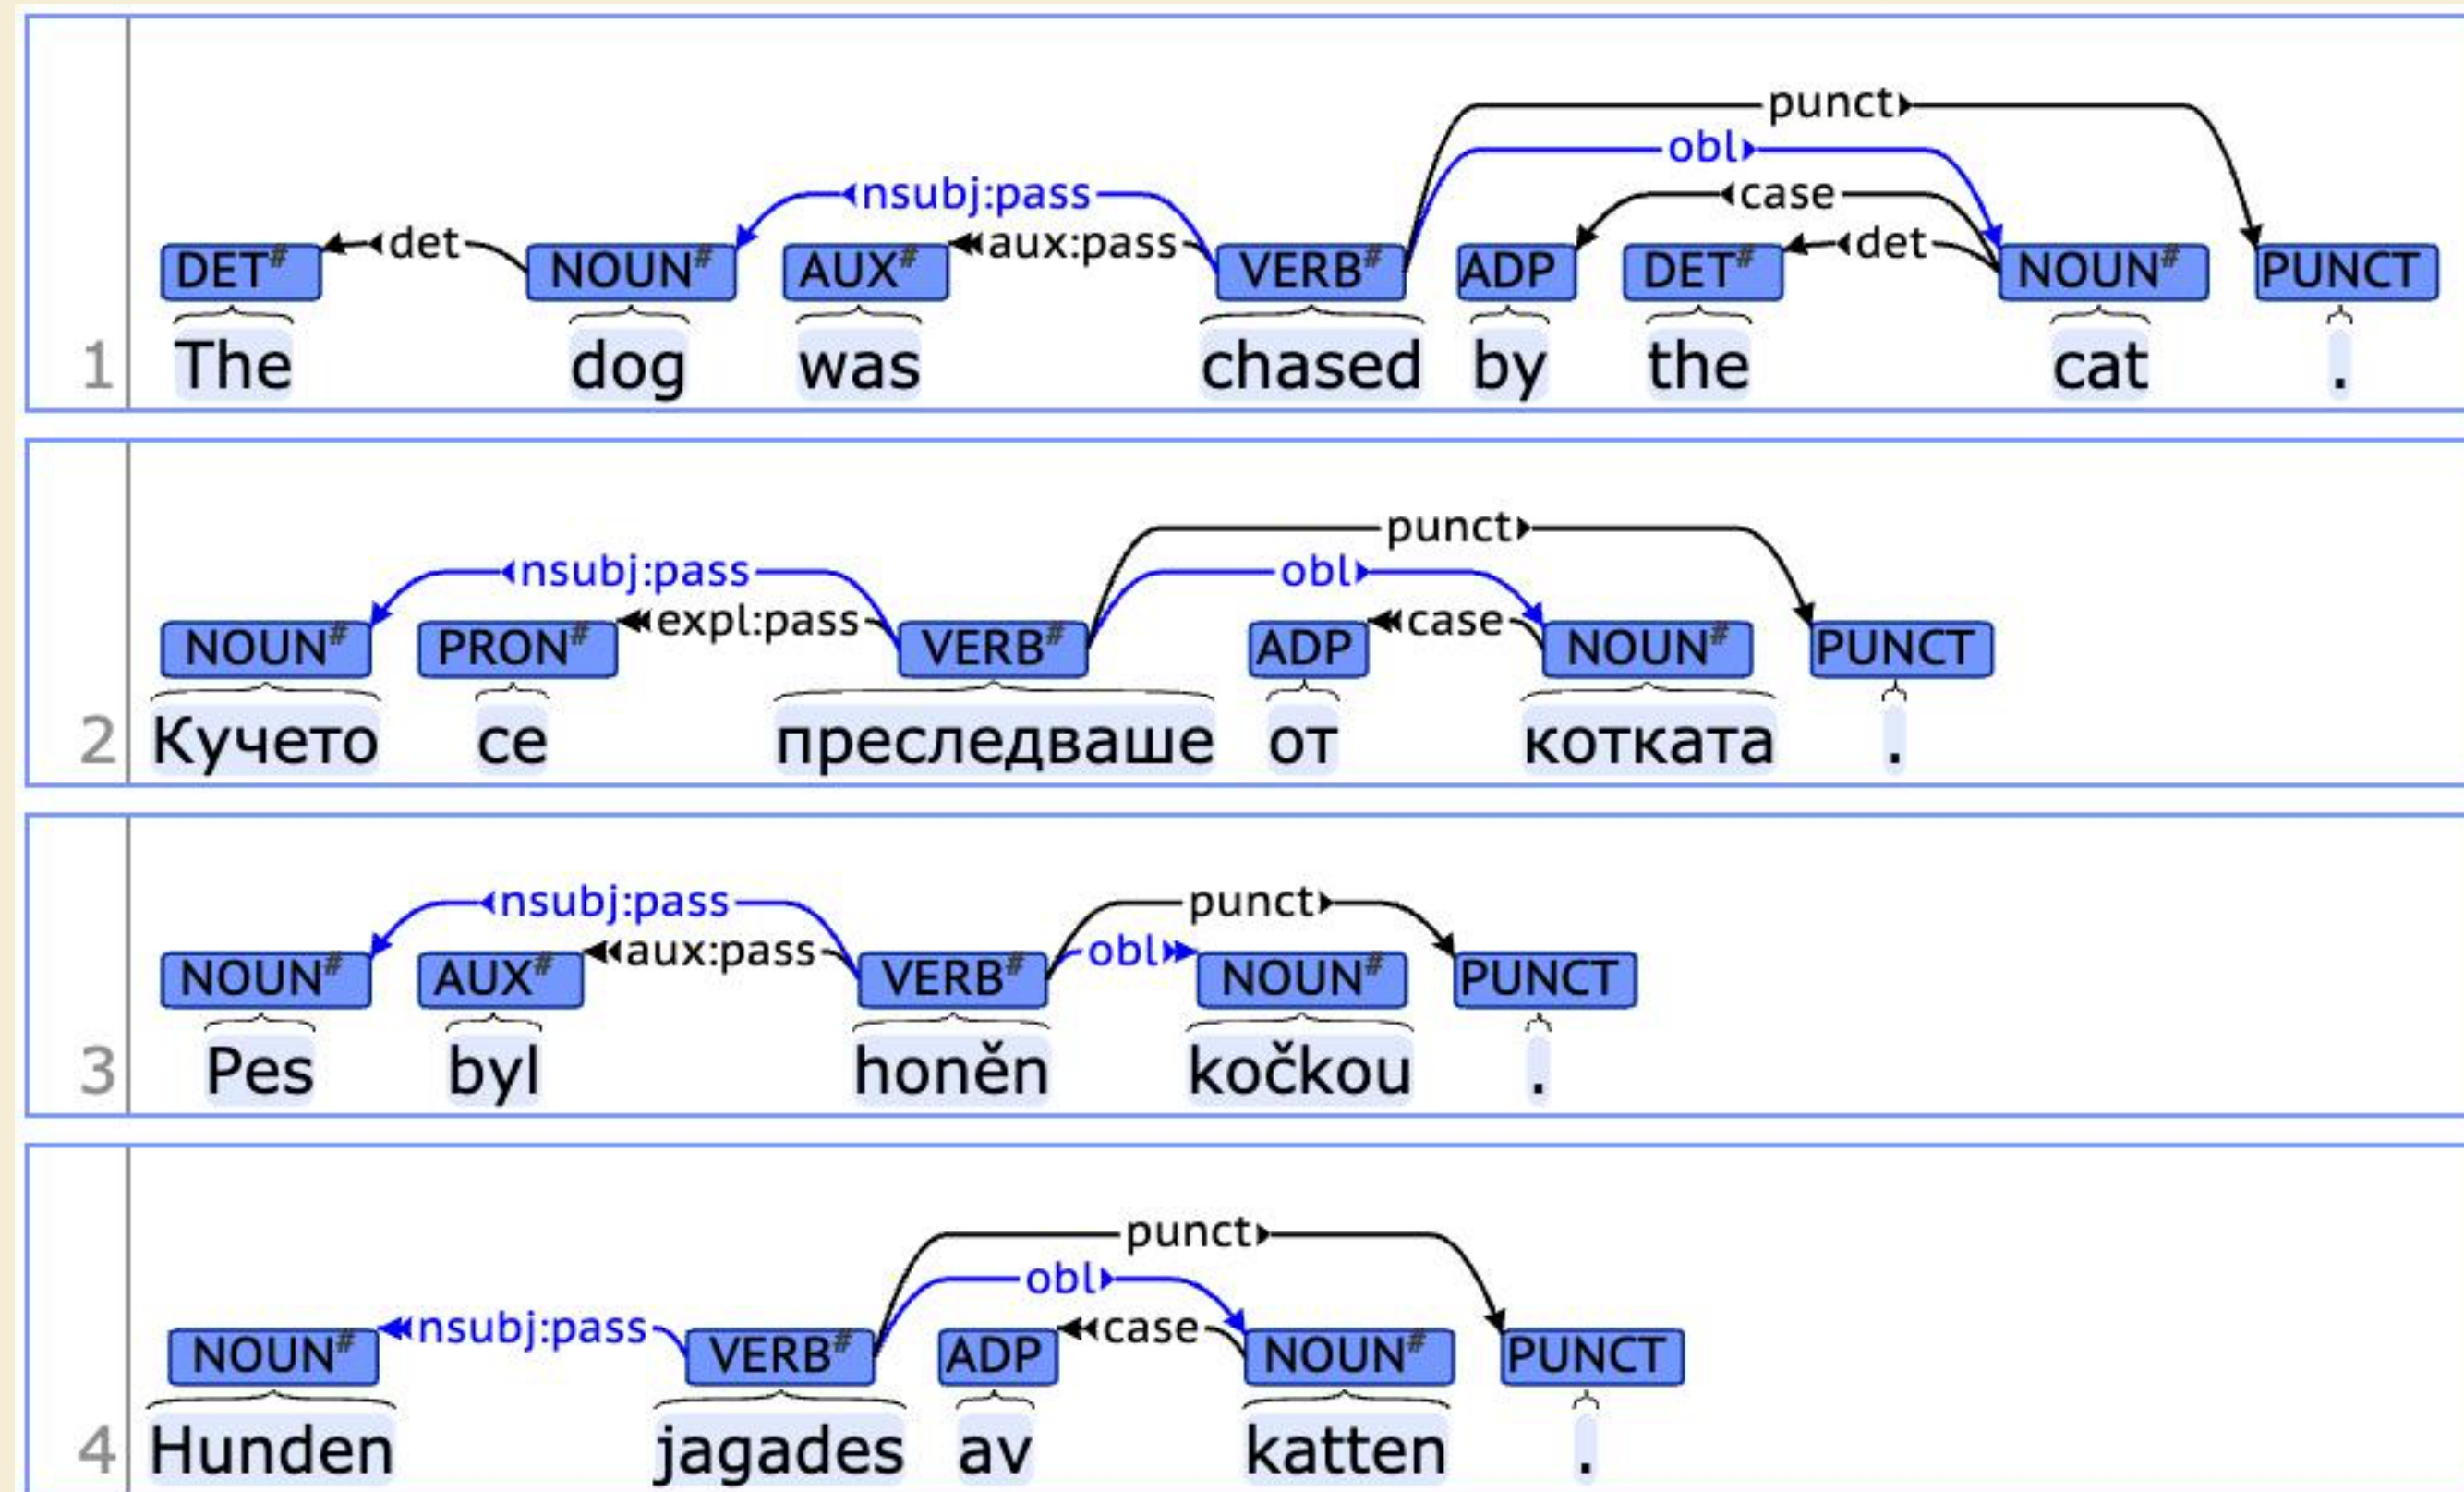 punct
obl
nsubj:pass case
det aux:pass det
DET# NOUN# AUX# VERB# ADP DET# NOUN# PUNCT
1 The dog was chased by the cat .
punct
nsubj:pass obl
expl:pass case
NOUN# PRON# VERB# ADP NOUN# PUNCT
2 Кучето се преследваше от котката .
nsubj:pass punct
aux:pass obl
NOUN# AUX# VERB# NOUN# PUNCT
3 Pes byl honěn kočkou .
punct
obl
nsubj:pass case
NOUN# VERB# ADP NOUN# PUNCT
4 Hunden jagades av katten .